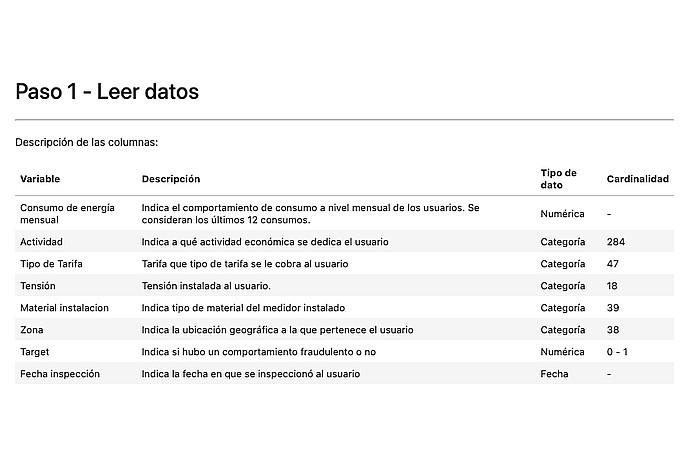 Paso 1 - Leer datos
Descripción de las columnas:
Variable Descripción Tipo de dato Cardinalidad
Consumo de energía mensual Indica el comportamiento de consumo a nivel mensual de los usuarios. Se consideran los últimos 12 consumos. Numérica -
Actividad Indica a qué actividad económica se dedica el usuario Categoría 284
Tipo de Tarifa Tarifa que tipo de tarifa se le cobra al usuario Categoría 47
Tensión Tensión instalada al usuario. Categoría 18
Material instalacion Indica tipo de material del medidor instalado Categoría 39
Zona Indica la ubicación geográfica a la que pertenece el usuario Categoría 38
Target Indica si hubo un comportamiento fraudulento o no Numérica 0 - 1
Fecha inspección Indica la fecha en que se inspeccionó al usuario Fecha -